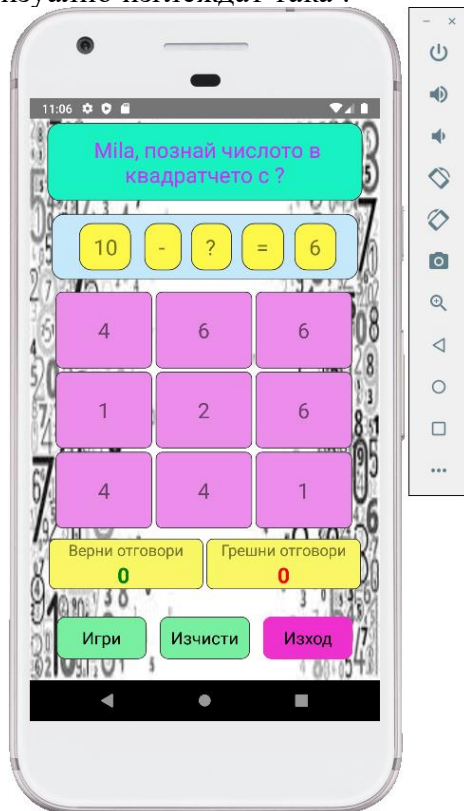 изуално изглеждат така :
11:06
Mila, познай числото в
квадратчето с ?
10 - ? = 6
4 6 6
1 2 6
4 4 1
Верни отговори Грешни отговори
0 0
Игри Изчисти Изход